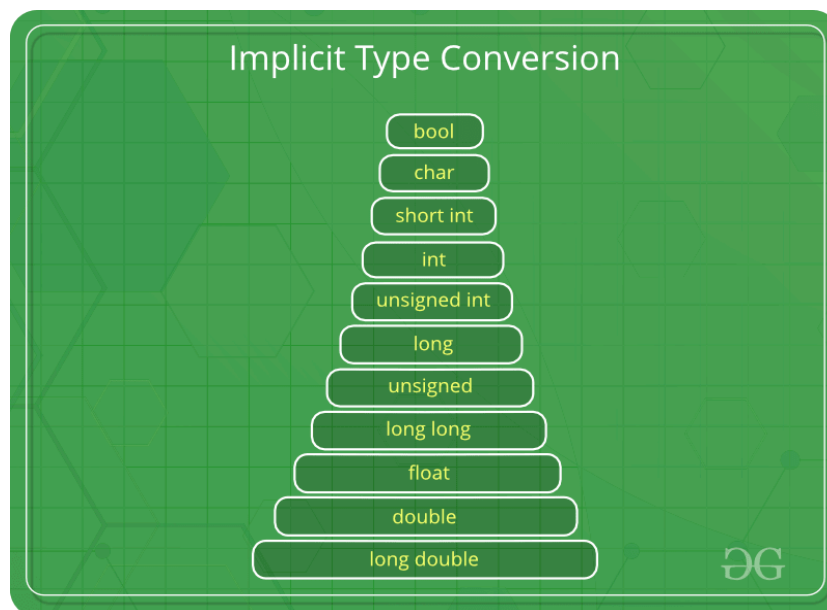 Implicit Type Conversion
bool
char
short int
int
unsigned int
long
unsigned
long long
float
double
long double